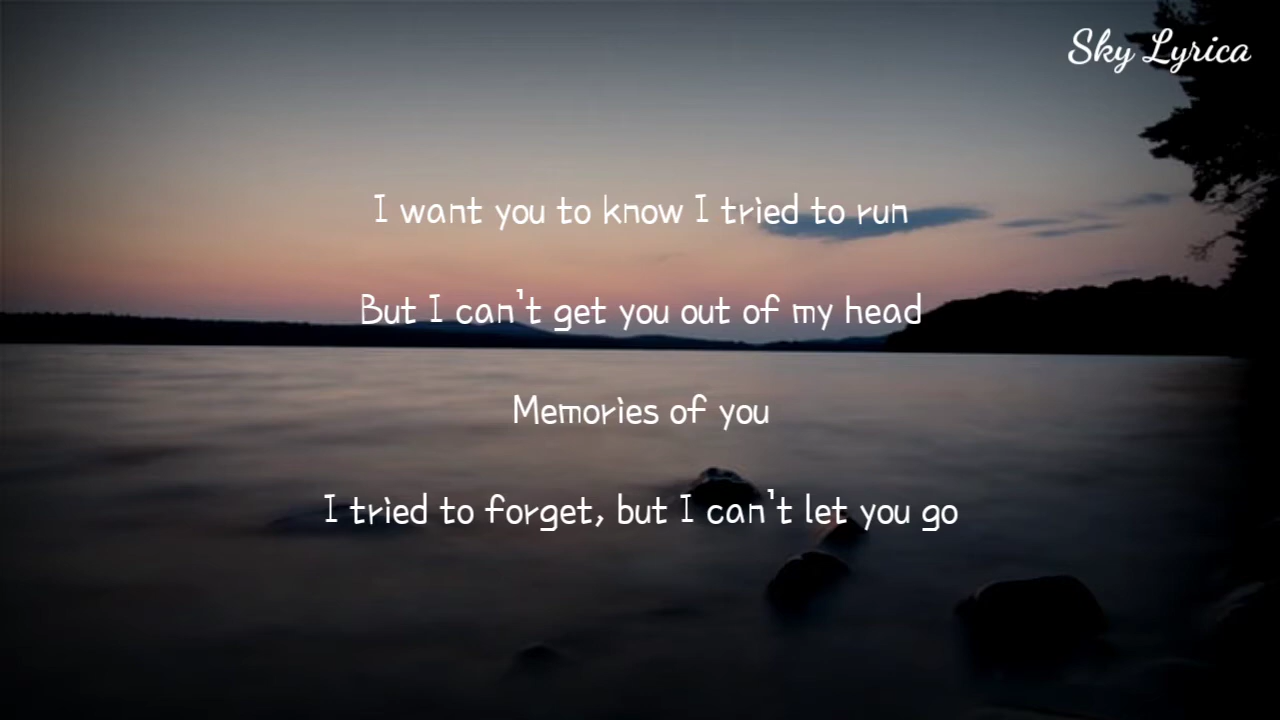 Sky Lyrica
I want you to know I tried to run
But I can't get you out of my head
Memories of you
I tried to forget, but I can't let you go